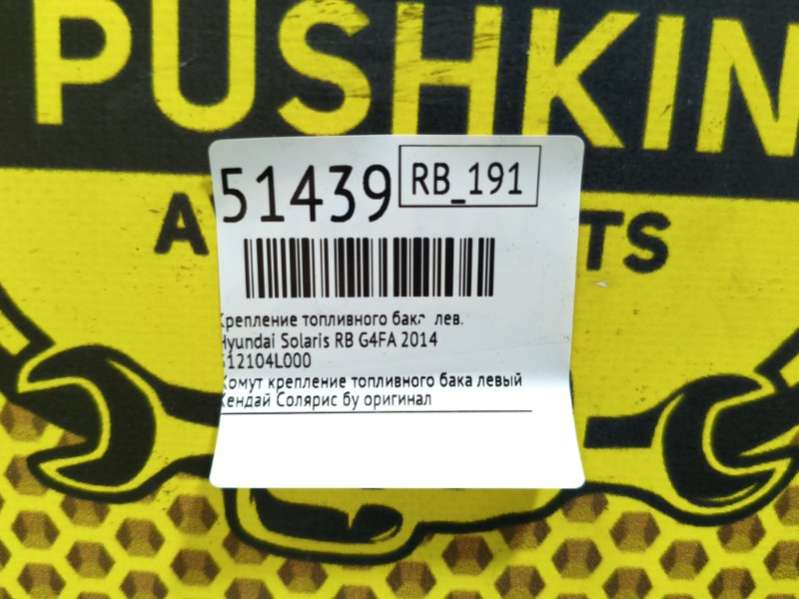 PUSHKIN
51439
RB_191
A TS
Крепление топливного бака лев.
Hyundai Solaris RB G4FA 2014
312104L000
Хомут крепление топливного бака левый
Хендай Солярис бу оригинал